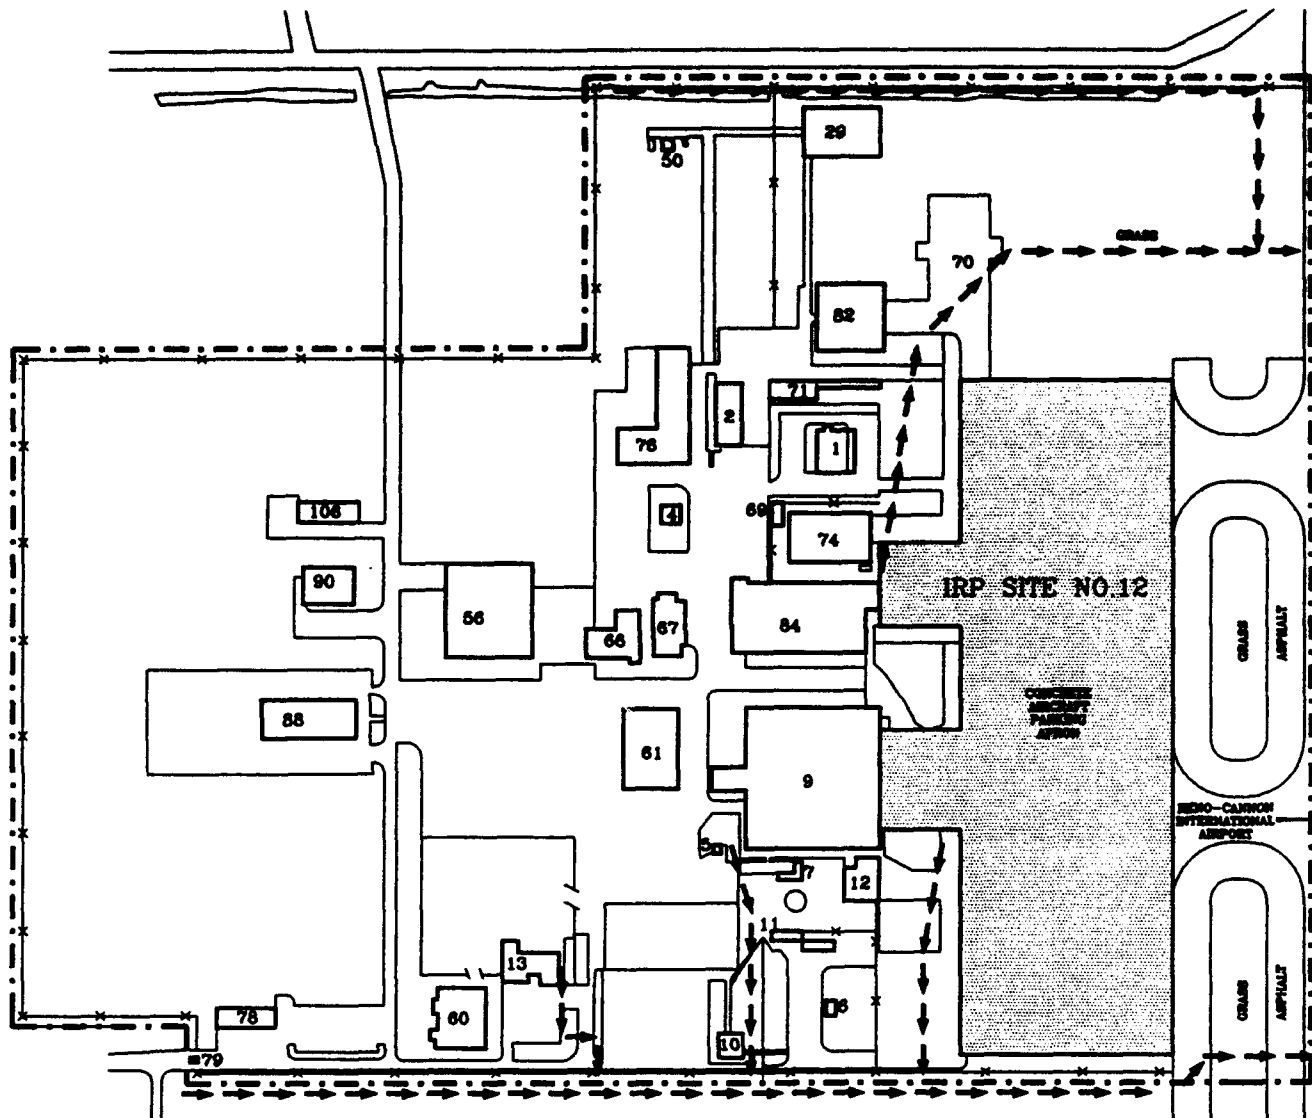 29
50
GRASS
70
82
71
2
1
76
106
69
4
74
90
IRP SITE NO.12
56
84
67
66
GRASS
ASPHALT
CONCRETE
AIRCRAFT
PARKING
APRON
88
61
9
RENO-CANNON
INTERNATIONAL
AIRPORT
5
7
12
11
13
6
GRASS
ASPHALT
78
60
10
79